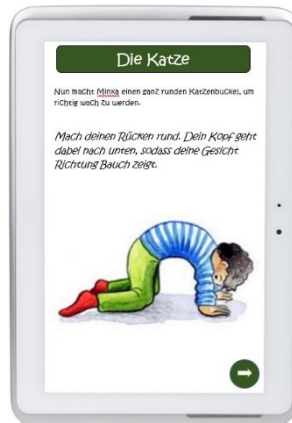 Die Katze
Nun macht Minka einen ganz runden Katzenbuckel, um
richtig wach zu werden.
Mach deinen Rücken rund. Dein Kopf geht
dabei nach unten, sodass deine Gesicht
Richtung Bauch zeigt.